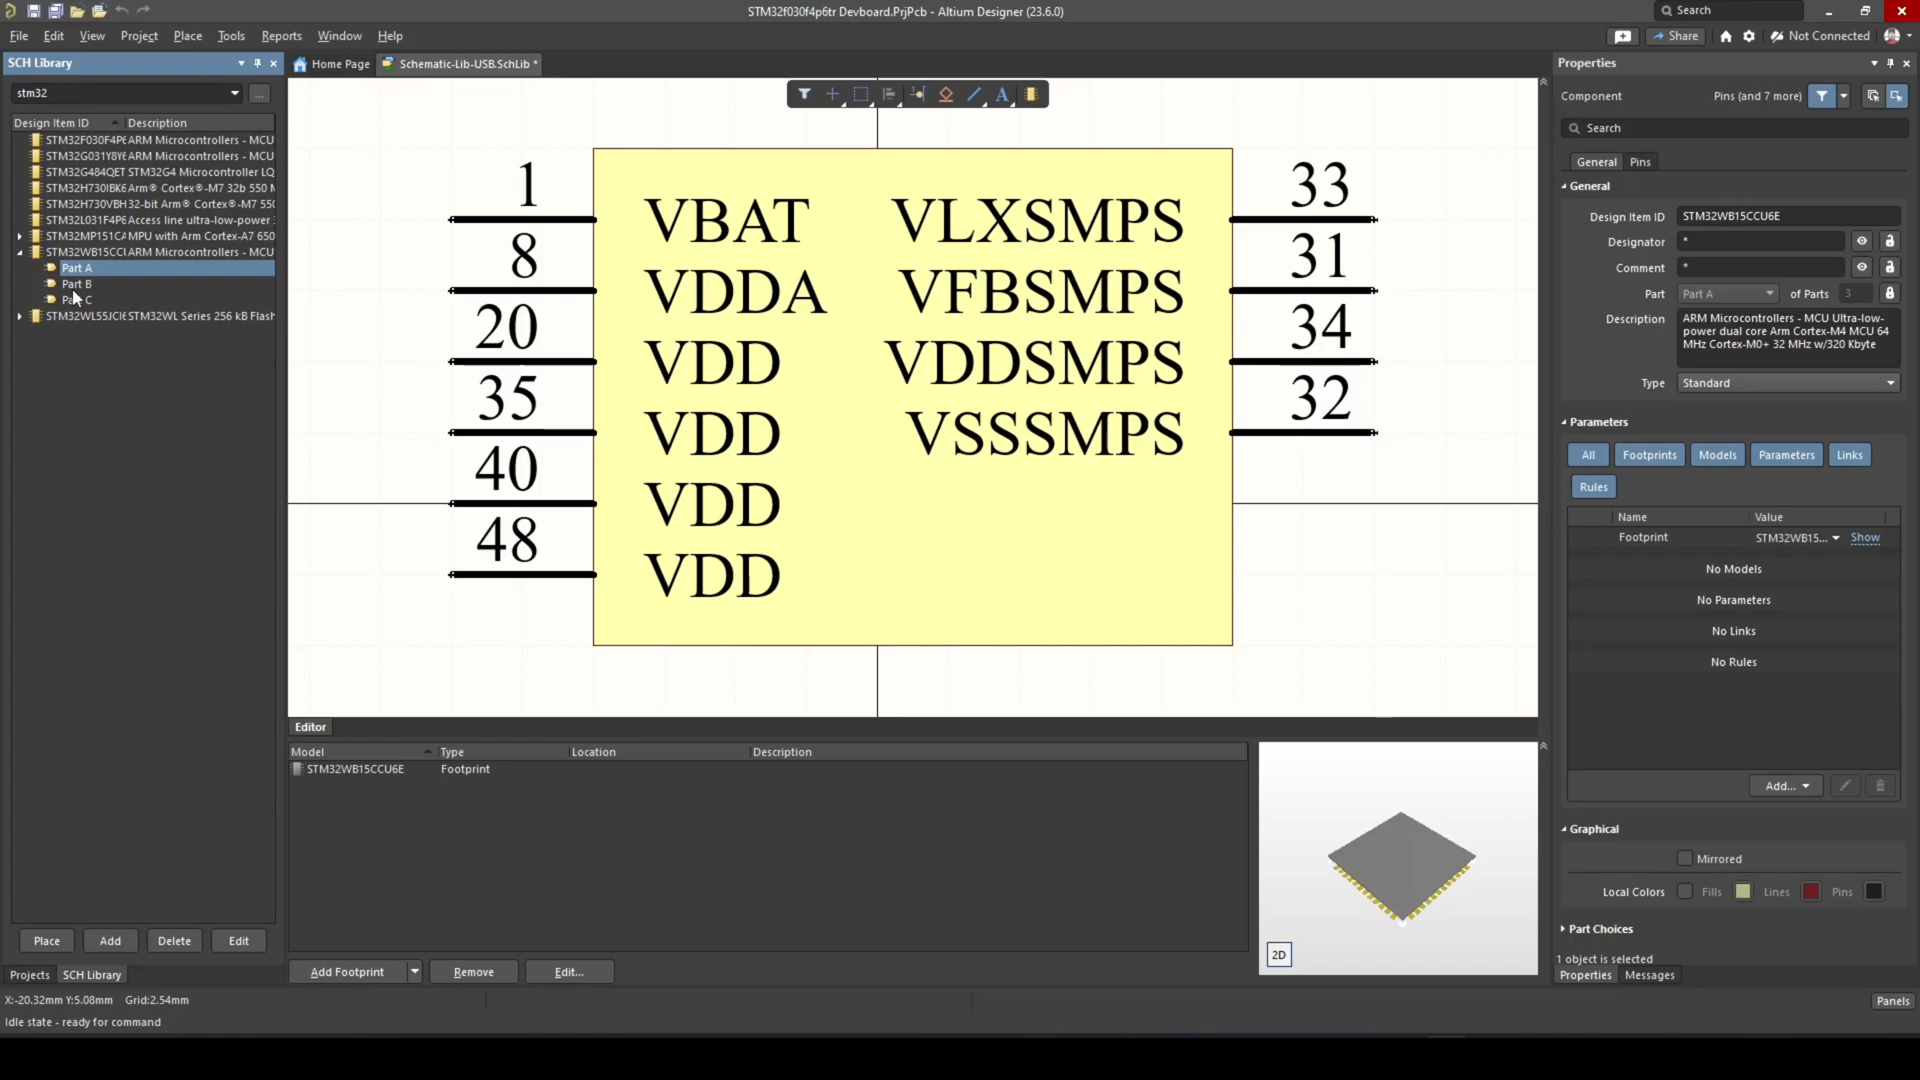 STM32f030f4p6tr Devboard.PrjPcb - Altium Designer (23.6.0)
Search
File Edit View Project Place Tools Reports Window Help
Share
Not Connected
SCH Library
Home Page
Schematic-Lib-USB.SchLib *
Properties
stm32
...
Component
Pins (and 7 more)
Design Item ID Description
Search
STM32F030F4P6 ARM Microcontrollers - MCU
STM32G031Y8Y6 ARM Microcontrollers - MCU
STM32G484QET STM32G4 Microcontroller LQ
STM32H730IBK6 Arm® Cortex®-M7 32b 550 M
STM32H730VBH 32-bit Arm® Cortex®-M7 550
STM32L031F4P6 Access line ultra-low-power
STM32MP151CA MPU with Arm Cortex-A7 650
STM32WB15CC ARM Microcontrollers - MCU
Part A
Part B
C
STM32WL55JCI6 STM32WL Series 256 kB Flash
1 VBAT VLXSMPS 33
8 VDDA VFBSMPS 31
20 VDD VDDSMPS 34
35 VDD VSSSMPS 32
40 VDD
48 VDD
General Pins
General
Design Item ID STM32WB15CCU6E
Designator *
Comment *
Part Part A of Parts 3
Description ARM Microcontrollers - MCU Ultra-low-
power dual core Arm Cortex-M4 MCU 64
MHz Cortex-M0+ 32 MHz w/320 Kbyte
Type Standard
Parameters
All Footprints Models Parameters Links
Rules
Name Value
Footprint STM32WB15... Show
No Models
No Parameters
No Links
No Rules
Add...
Graphical
Mirrored
Local Colors Fills Lines Pins
Part Choices
1 object is selected
Properties Messages
Editor
Model Type Location Description
STM32WB15CCU6E Footprint
2D
Place Add Delete Edit
Add Footprint Remove Edit...
Projects SCH Library
X:-20.32mm Y:5.08mm Grid:2.54mm
Panels
Idle state - ready for command